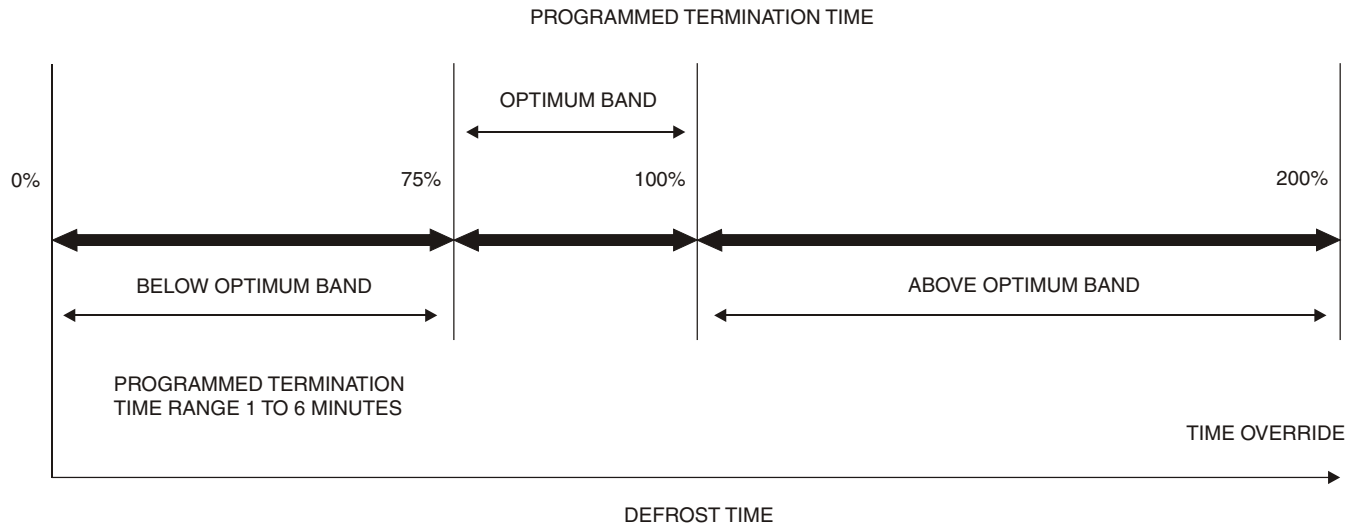 PROGRAMMED TERMINATION TIME
OPTIMUM BAND
0%
75%
100%
200%
BELOW OPTIMUM BAND
ABOVE OPTIMUM BAND
PROGRAMMED TERMINATION
TIME RANGE 1 TO 6 MINUTES
TIME OVERRIDE
DEFROST TIME